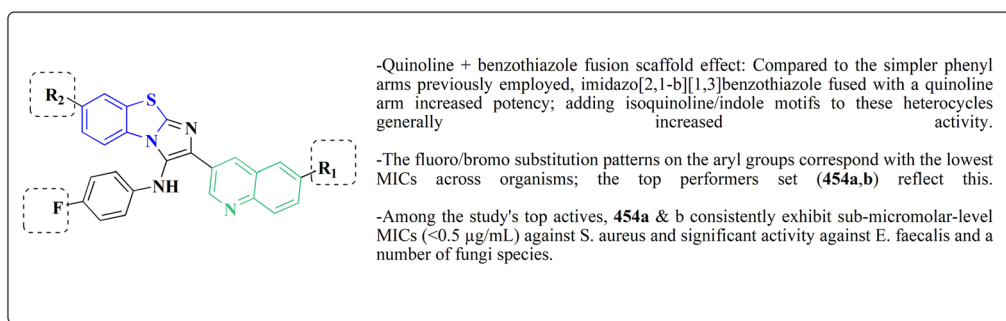 R2
S
N
N
NH
F
R1
N
-Quinoline + benzothiazole fusion scaffold effect: Compared to the simpler phenyl
arms previously employed, imidazo[2,1-b][1,3]benzothiazole fused with a quinoline
arm increased potency; adding isoquinoline/indole motifs to these heterocycles
generally increased activity.
-The fluoro/bromo substitution patterns on the aryl groups correspond with the lowest
MICs across organisms; the top performers set (454a,b) reflect this.
-Among the study's top actives, 454a & b consistently exhibit sub-micromolar-level
MICs (<0.5 µg/mL) against S. aureus and significant activity against E. faecalis and a
number of fungi species.